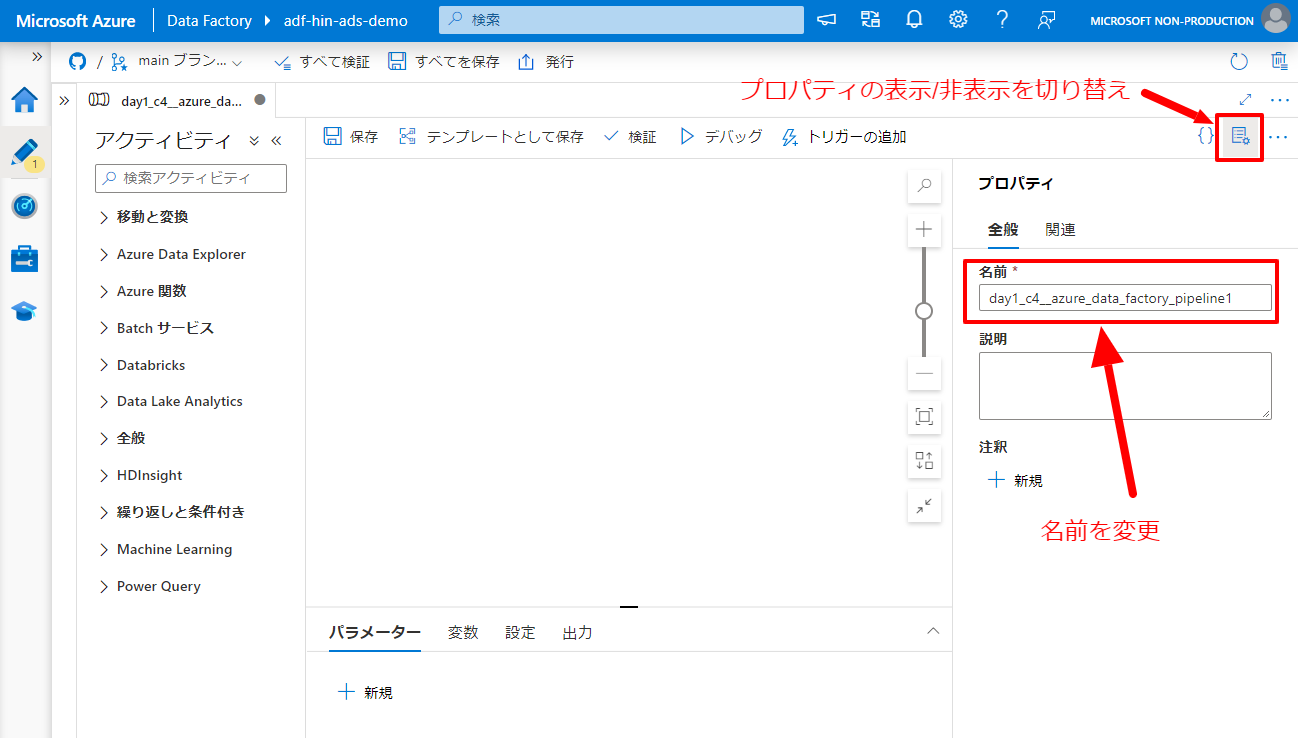 Microsoft Azure
Data Factory
adf-hin-ads-demo
検索
MICROSOFT NON-PRODUCTION
/
main ブラン...
すべて検証
すべてを保存
発行
プロパティの表示/非表示を切り替え
day1_c4__azure_da...
アクティビティ
保存
テンプレートとして保存
検証
デバッグ
トリガーの追加
{}
1
検索アクティビティ
移動と変換
Azure Data Explorer
Azure 関数
Batch サービス
Databricks
Data Lake Analytics
全般
HDInsight
繰り返しと条件付き
Machine Learning
Power Query
プロパティ
全般
関連
名前 *
day1_c4__azure_data_factory_pipeline1
説明
注釈
新規
名前を変更
パラメーター
変数
設定
出力
新規